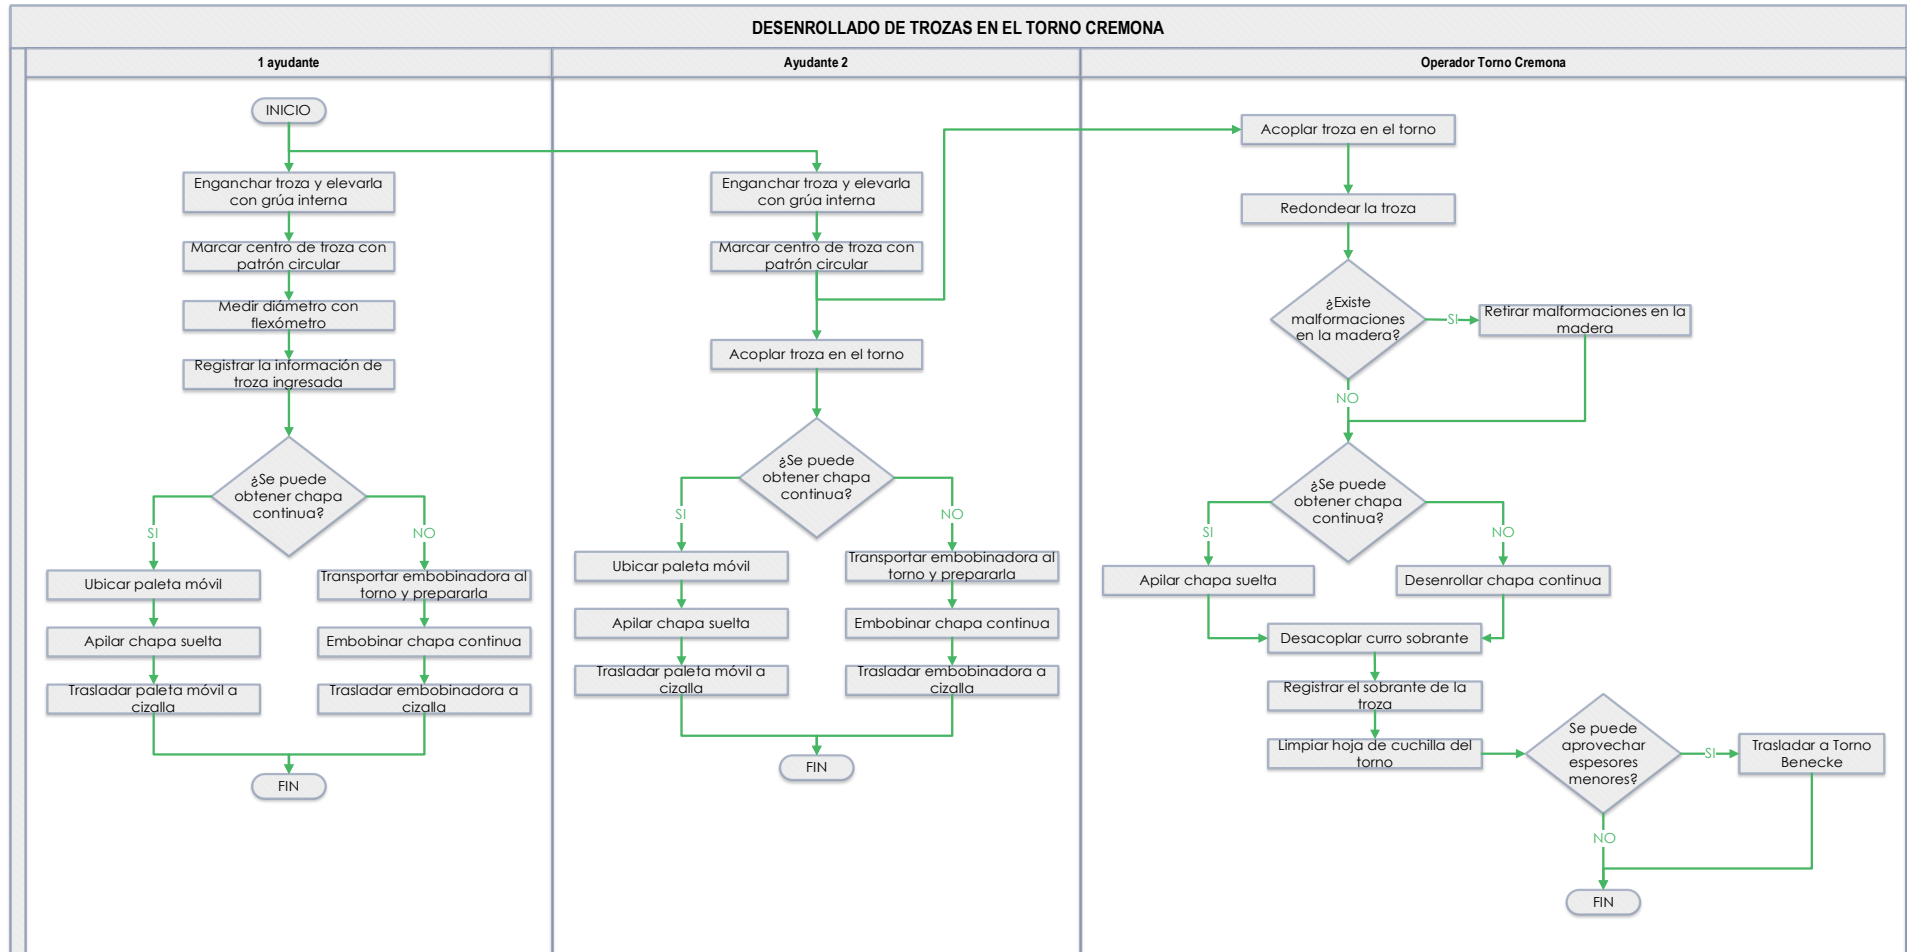 DESENROLLADO DE TROZAS EN EL TORNO CREMONA
1 ayudante
INICIO
Enganchar troza y elevarla
con grúa interna
Marcar centro de troza con
patrón circular
Medir diámetro con
flexómetro
Registrar la información de
troza ingresada
¿Se puede
obtener chapa
continua?
SI
NO
Ubicar paleta móvil
Apilar chapa suelta
Trasladar paleta móvil a
cizalla
Transportar embobinadora al
torno y prepararla
Embobinar chapa continua
Trasladar embobinadora a
cizalla
FIN
Ayudante 2
Enganchar troza y elevarla
con grúa interna
Marcar centro de troza con
patrón circular
Acoplar troza en el torno
¿Se puede
obtener chapa
continua?
SI
NO
Ubicar paleta móvil
Apilar chapa suelta
Trasladar paleta móvil a
cizalla
Transportar embobinadora al
torno y prepararla
Embobinar chapa continua
Trasladar embobinadora a
cizalla
FIN
Operador Torno Cremona
Acoplar troza en el torno
Redondear la troza
¿Existe
malformaciones
en la madera?
SI
Retirar malformaciones en la
madera
NO
¿Se puede
obtener chapa
continua?
SI
NO
Apilar chapa suelta
Desenrollar chapa continua
Desacoplar curro sobrante
Registrar el sobrante de la
troza
Limpiar hoja de cuchilla del
torno
Se puede
aprovechar
espesores
menores?
SI
Trasladar a Torno
Benecke
NO
FIN